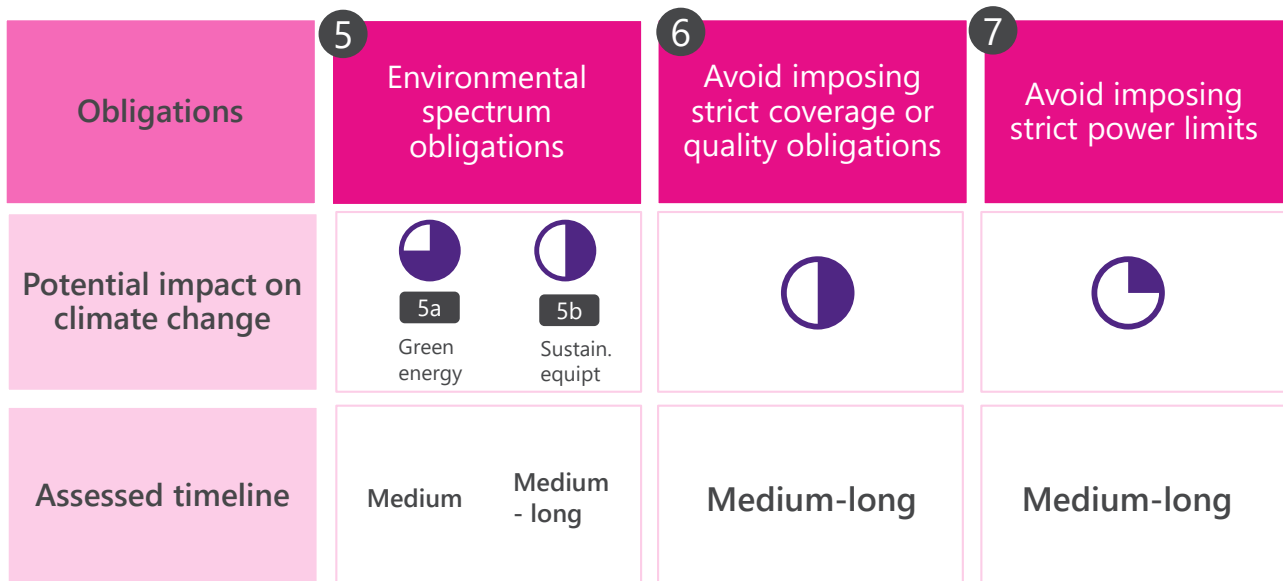 5
6
7
Obligations
Environmental
spectrum
obligations
Avoid imposing
strict coverage or
quality obligations
Avoid imposing
strict power limits
Potential impact on
climate change
5a
Green
energy
5b
Sustain.
equipt
Assessed timeline
Medium
Medium
- long
Medium-long
Medium-long